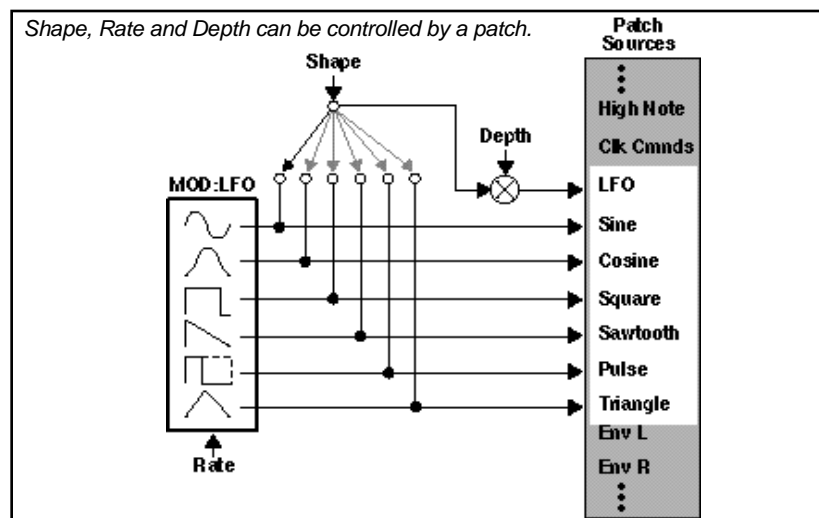 Shape, Rate and Depth can be controlled by a patch.
Patch
Sources
Shape
High Note
Depth
Clk Cmnds
MOD:LFO
LFO
Sine
Cosine
Square
Sawtooth
Pulse
Triangle
Env L
Rate
Env R